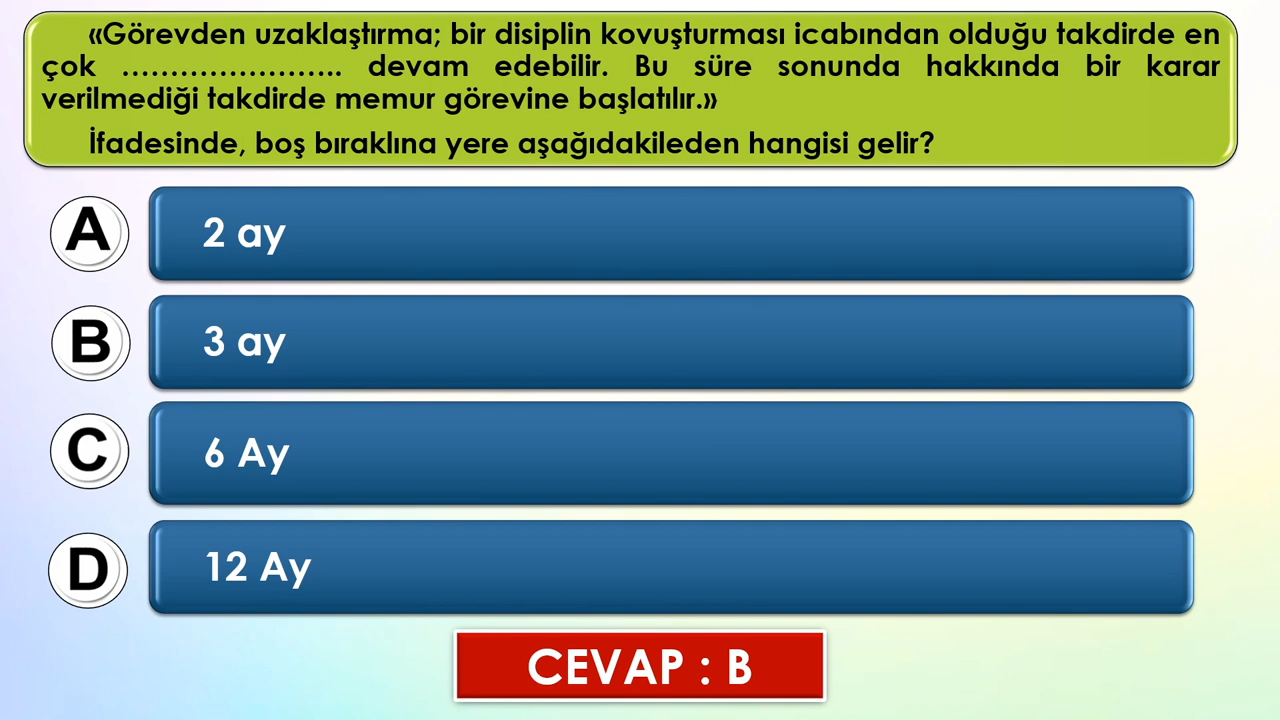 «Görevden uzaklaştırma; bir disiplin kovuşturması icabından olduğu takdirde en
çok ………………….. devam edebilir. Bu süre sonunda hakkında bir karar
verilmediği takdirde memur görevine başlatılır.»
İfadesinde, boş bıraklına yere aşağıdakileden hangisi gelir?
A 2 ay
B 3 ay
C 6 Ay
D 12 Ay
CEVAP : B